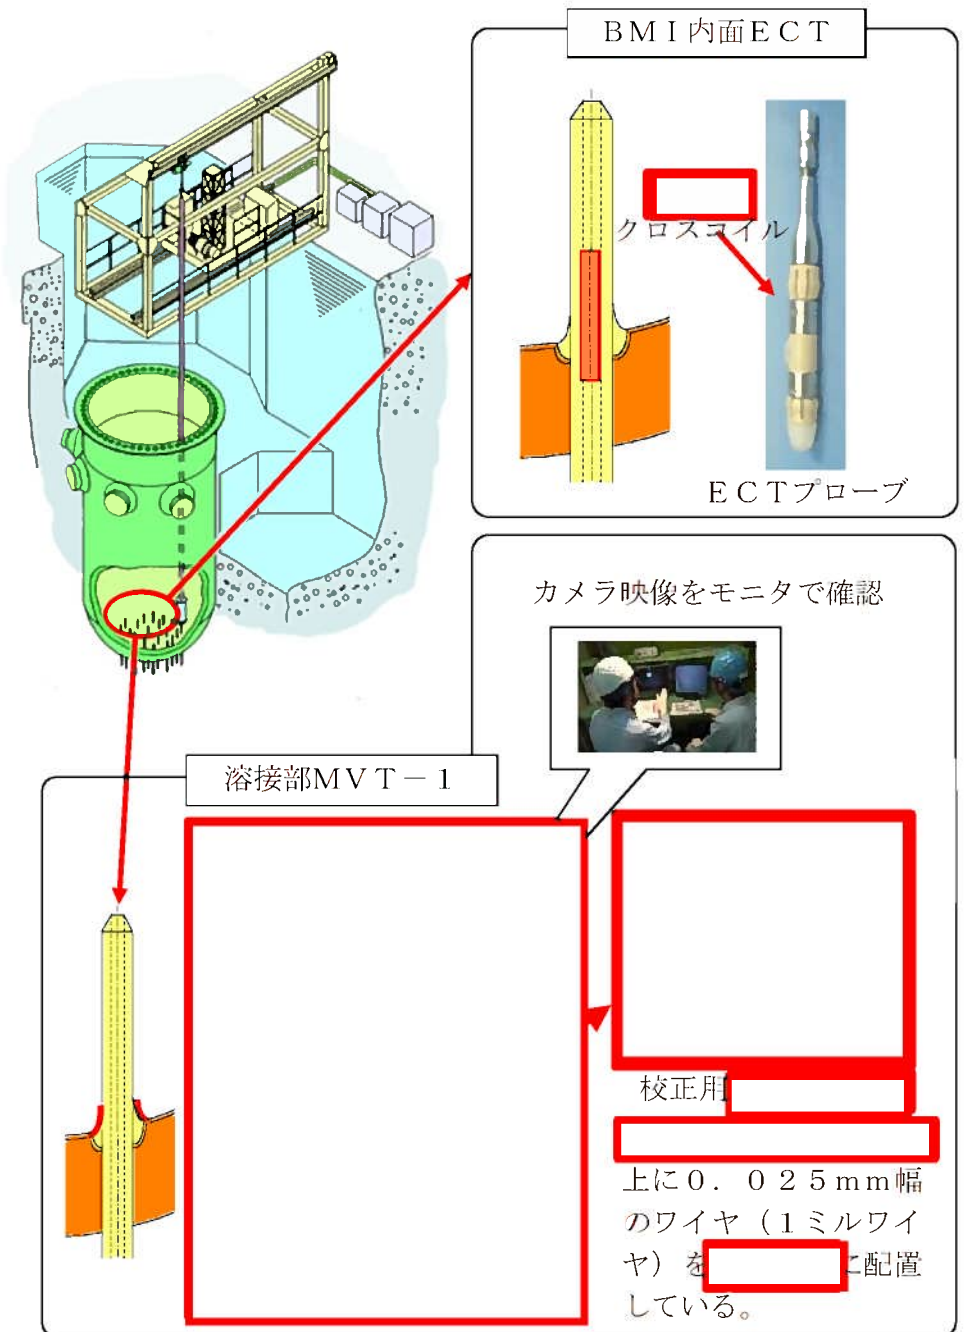 BMI内面ECT
クロスコイル
ECTプローブ
カメラ映像をモニタで確認
溶接部MVT－1
校正用
上に0．025mm幅
のワイヤ（1ミルワイ
ヤ）を に配置
している。